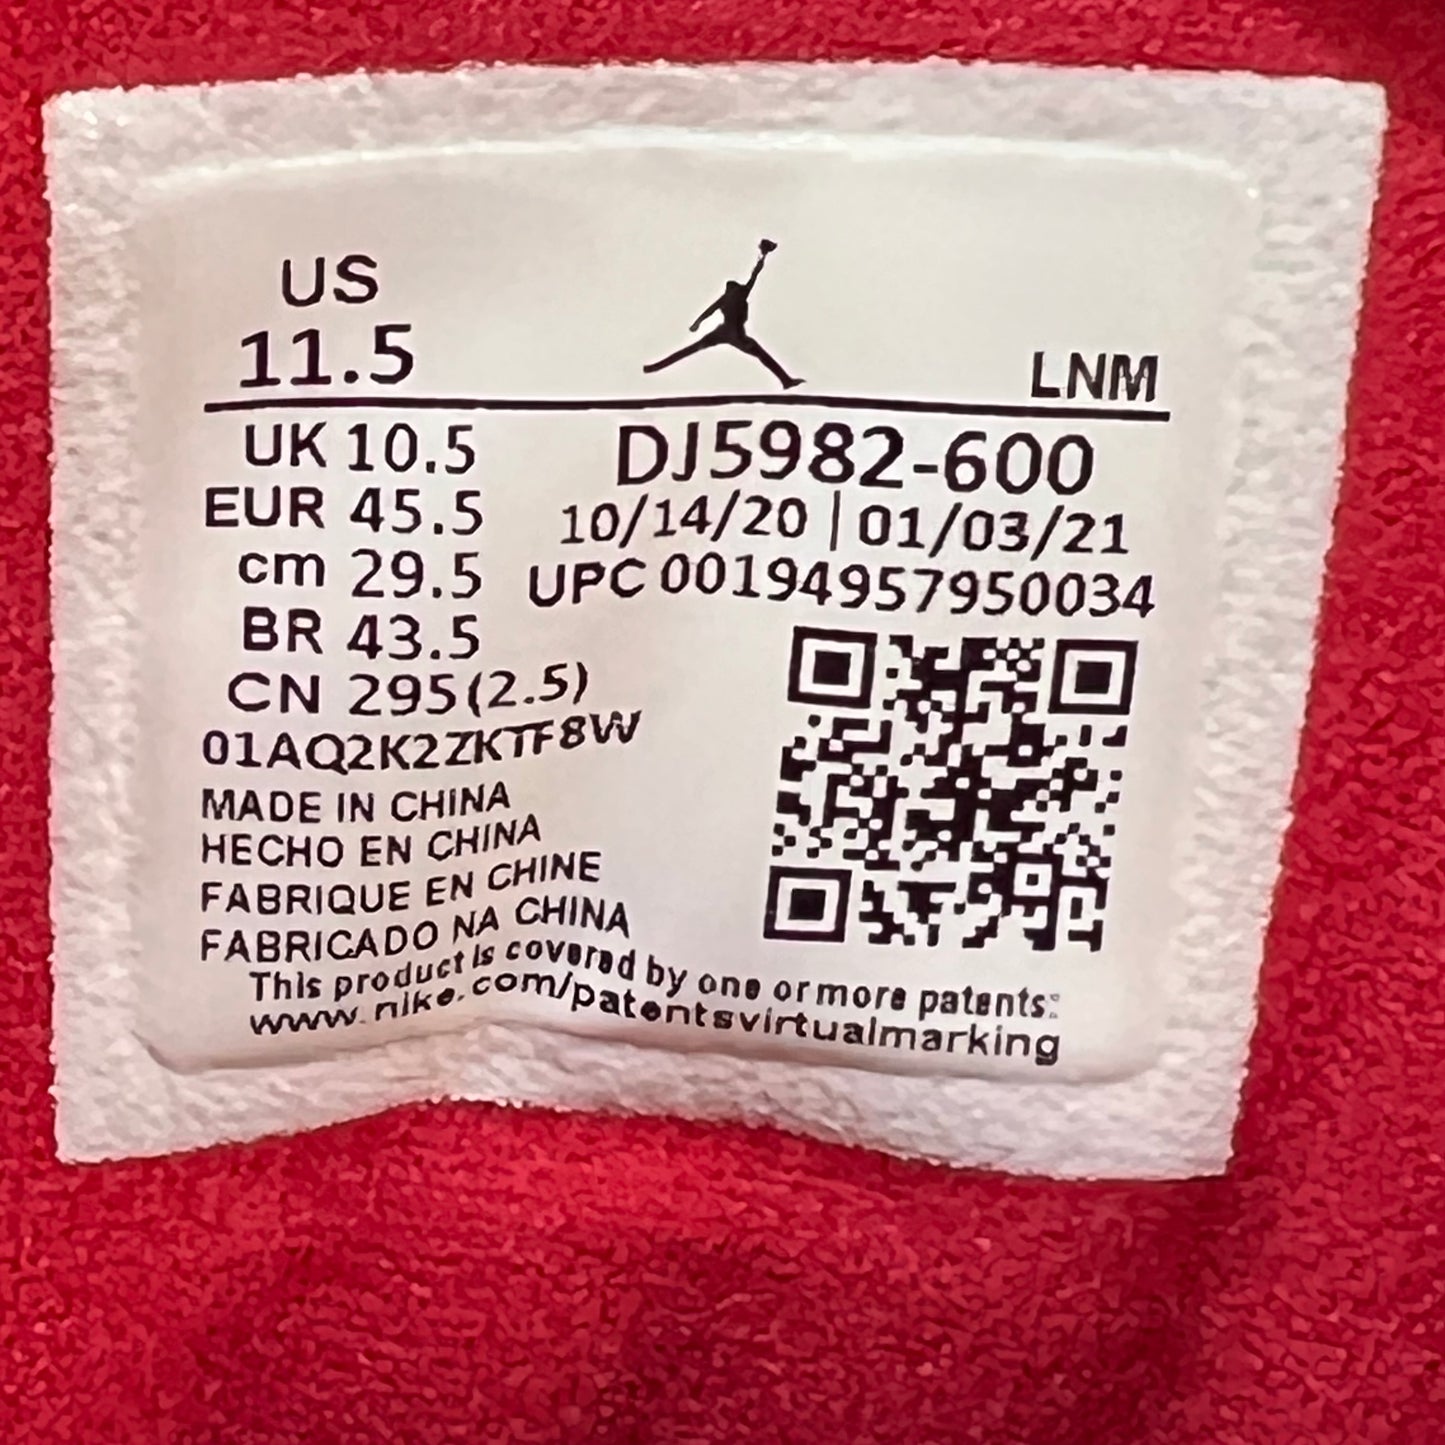 US
11.5
LNM
UK 10.5
EUR 45.5
cm 29.5
BR 43.5
CN 295(2.5)
DJ5982-600
10/14/20 | 01/03/21
UPC 00194957950034
01AQ2K2ZKTF8W
MADE IN CHINA
HECHO EN CHINA
FABRIQUE EN CHINE
FABRICADO NA CHINA
This product is covered by one or more patents:
www.nike.com/patentsvirtualmarking